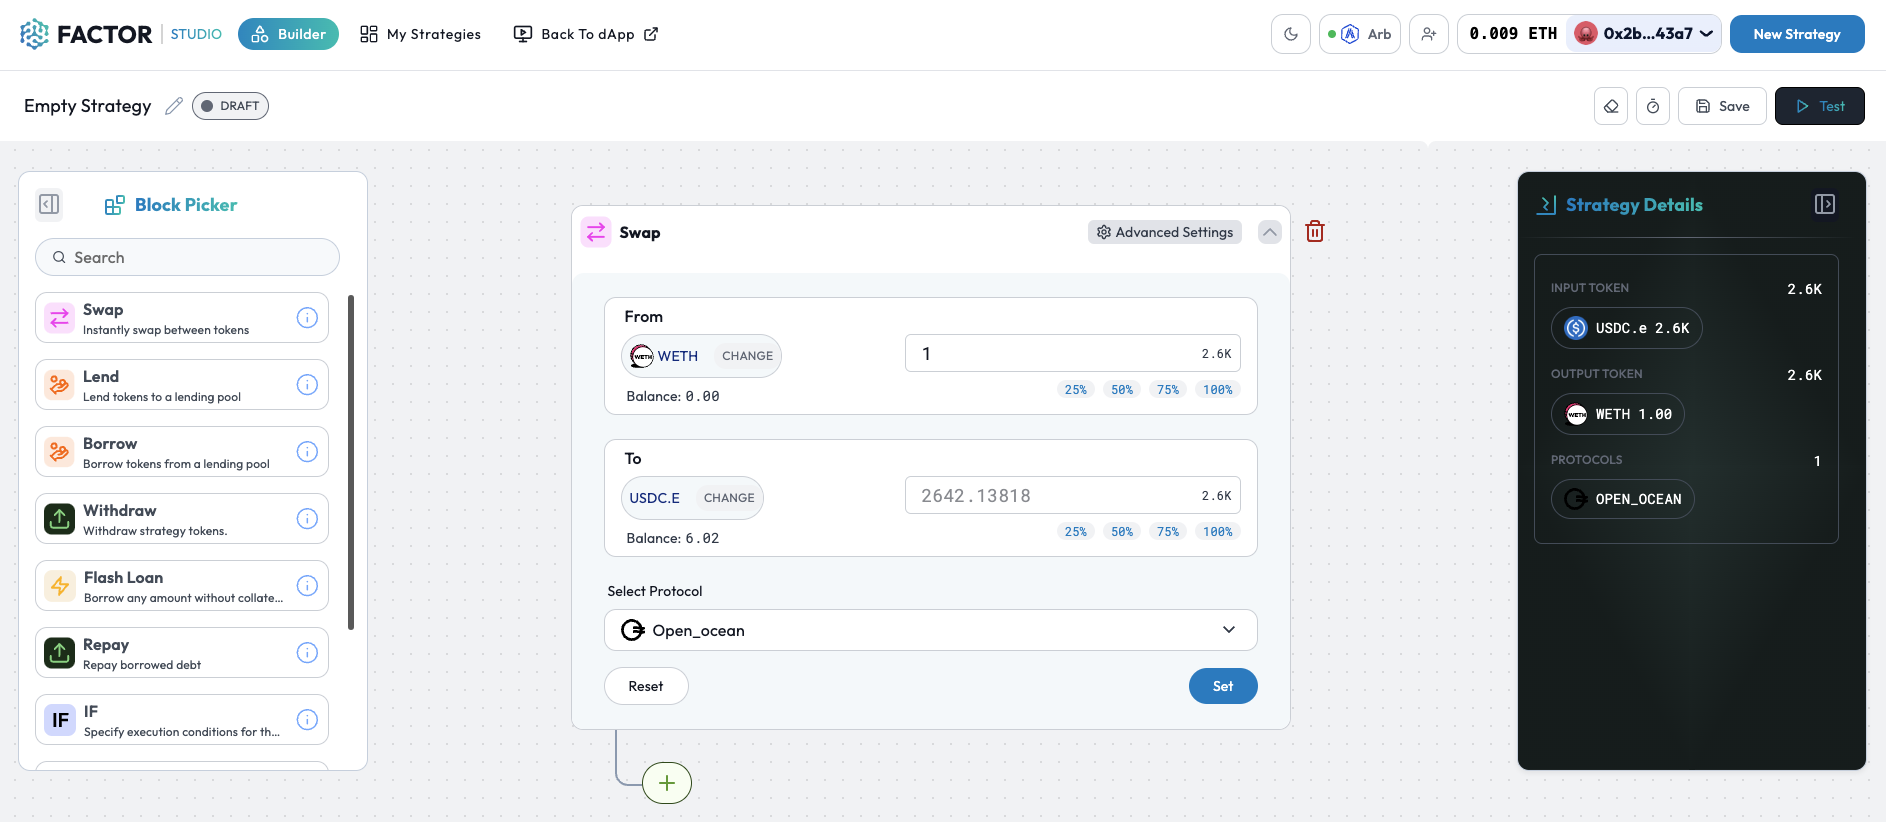 FACTOR STUDIO Builder My Strategies Back To dApp Arb 0.009 ETH 0x2b...43a7 New Strategy
Empty Strategy DRAFT Save Test
Block Picker
Search
Swap
Instantly swap between tokens
Lend
Lend tokens to a lending pool
Borrow
Borrow tokens from a lending pool
Withdraw
Withdraw strategy tokens.
Flash Loan
Borrow any amount without collate...
Repay
Repay borrowed debt
IF IF
Specify execution conditions for th...
Swap Advanced Settings
From
WETH WETH CHANGE 1 2.6K
Balance: 0.00 25% 50% 75% 100%
To
USDC.E CHANGE 2642.13818 2.6K
Balance: 6.02 25% 50% 75% 100%
Select Protocol
Open_ocean
Reset Set
Strategy Details
INPUT TOKEN 2.6K
USDC.e 2.6K
OUTPUT TOKEN 2.6K
WETH WETH 1.00
PROTOCOLS 1
OPEN_OCEAN